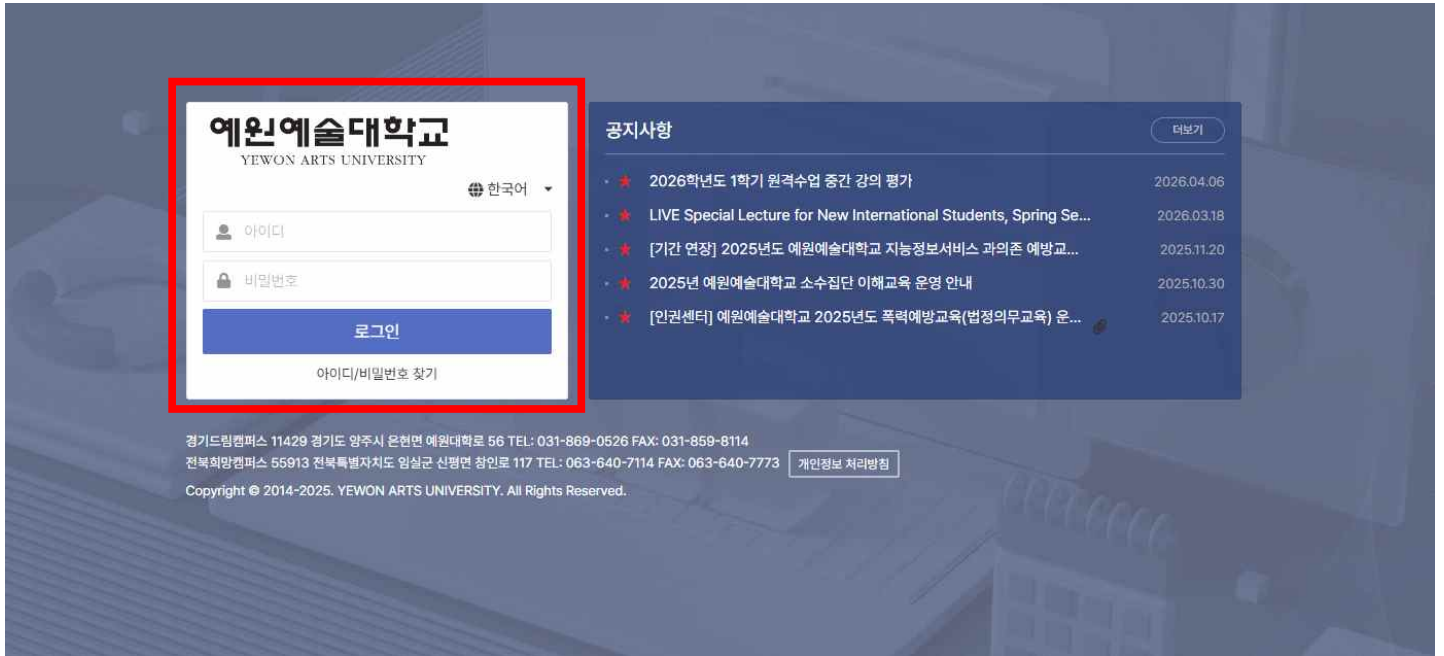 예원예술대학교
YEWON ARTS UNIVERSITY
한국어
아이디
비밀번호
로그인
아이디/비밀번호 찾기
공지사항
더보기
2026학년도 1학기 원격수업 중간 강의 평가 2026.04.06
LIVE Special Lecture for New International Students, Spring Se... 2026.03.18
[기간 연장] 2025년도 예원예술대학교 지능정보서비스 과의존 예방교... 2025.11.20
2025년 예원예술대학교 소수집단 이해교육 운영 안내 2025.10.30
[인권센터] 예원예술대학교 2025년도 폭력예방교육(법정의무교육) 운... 2025.10.17
경기드림캠퍼스 11429 경기도 양주시 은현면 예원대학로 56 TEL: 031-869-0526 FAX: 031-859-8114
전북희망캠퍼스 55913 전북특별자치도 임실군 신평면 창인로 117 TEL: 063-640-7114 FAX: 063-640-7773 개인정보 처리방침
Copyright © 2014-2025. YEWON ARTS UNIVERSITY. All Rights Reserved.